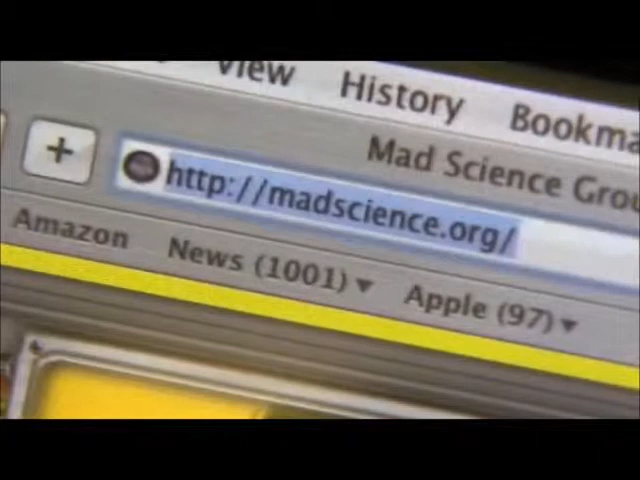 View History Bookma
Mad Science Grou
+ http://madscience.org/
Amazon News (1001) ▾ Apple (97) ▾